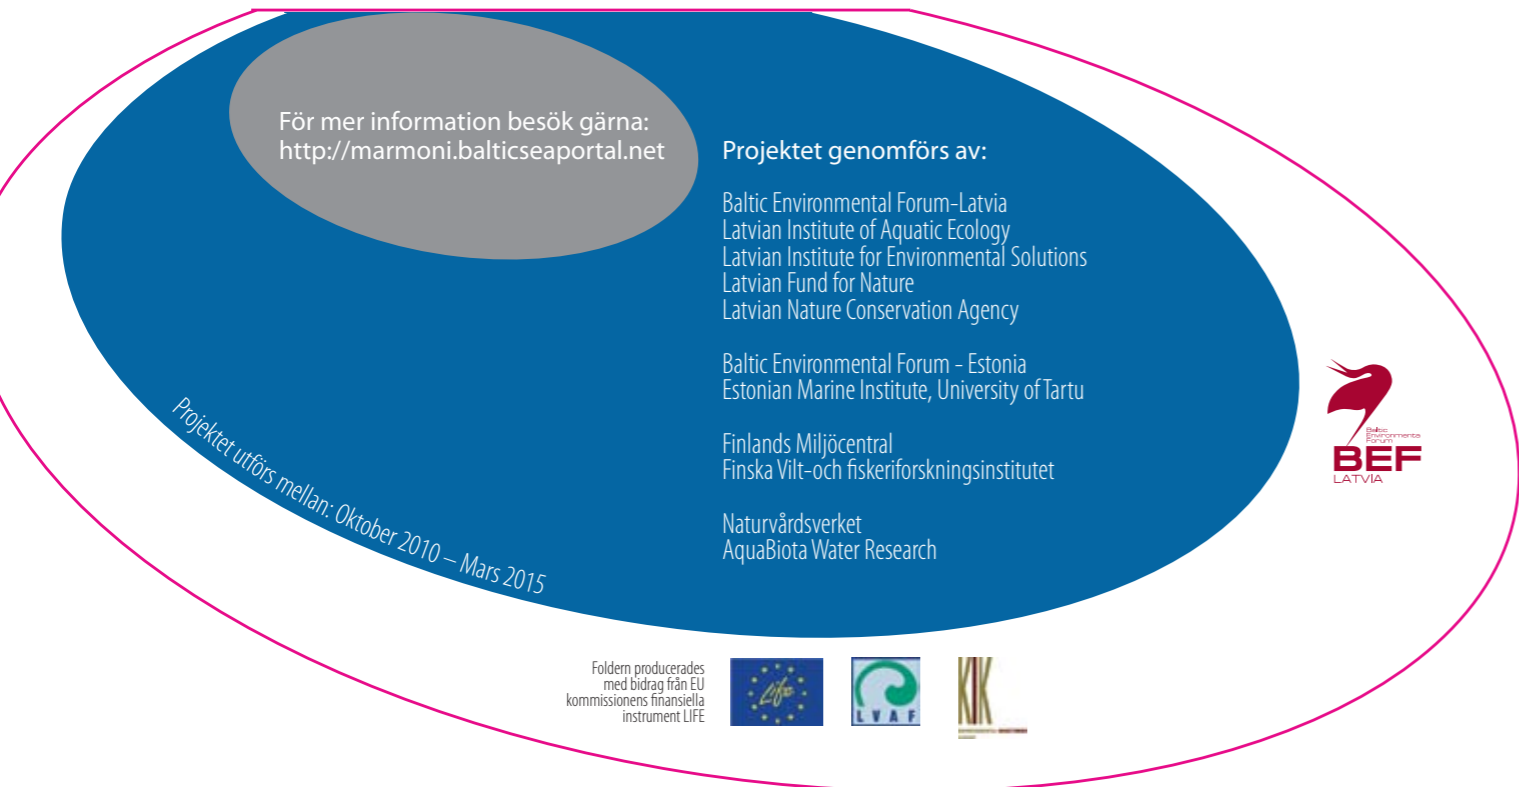 För mer information besök gärna:
http://marmoni.balticseaportal.net
Projektet genomförs av:
Baltic Environmental Forum-Latvia
Latvian Institute of Aquatic Ecology
Latvian Institute for Environmental Solutions
Latvian Fund for Nature
Latvian Nature Conservation Agency
Baltic Environmental Forum - Estonia
Estonian Marine Institute, University of Tartu
Finlands Miljöcentral
Finska Vilt-och fiskeriforskningsinstitutet
Naturvårdsverket
AquaBiota Water Research
Projektet utförs mellan: Oktober 2010 – Mars 2015
Baltic
Environmental
Forum
BEF
LATVIA
Foldern producerades
med bidrag från EU
kommissionens finansiella
instrument LIFE
Life
LVAF
KIK